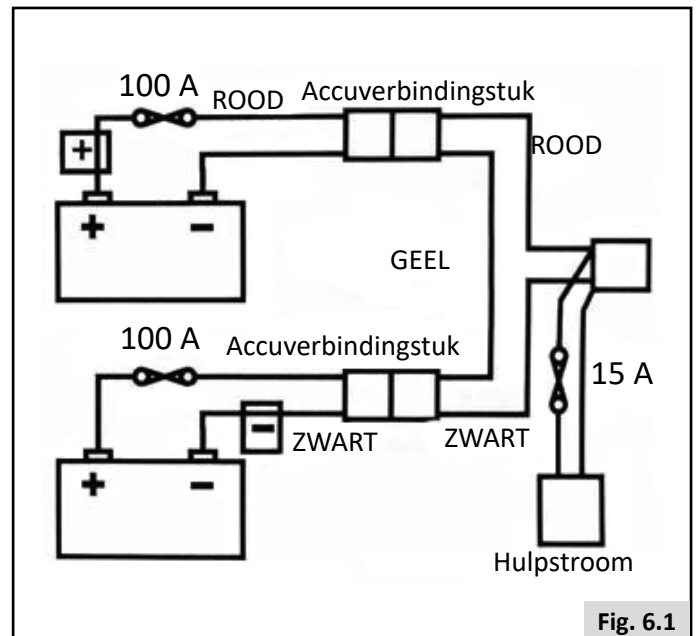 100 A ROOD Accuverbindingstuk
+ ROOD
+ -
GEEL
100 A Accuverbindingstuk
- ZWART ZWART 15 A
+ -
Hulpstroom
Fig. 6.1